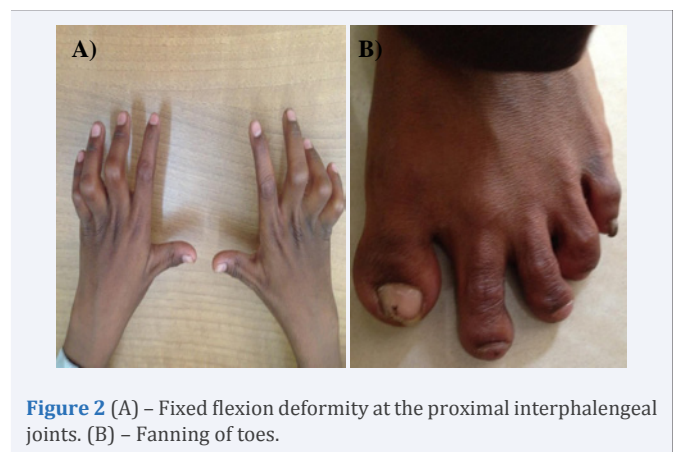 A)
B)
Figure 2 (A) – Fixed flexion deformity at the proximal interphalengeal
joints. (B) – Fanning of toes.